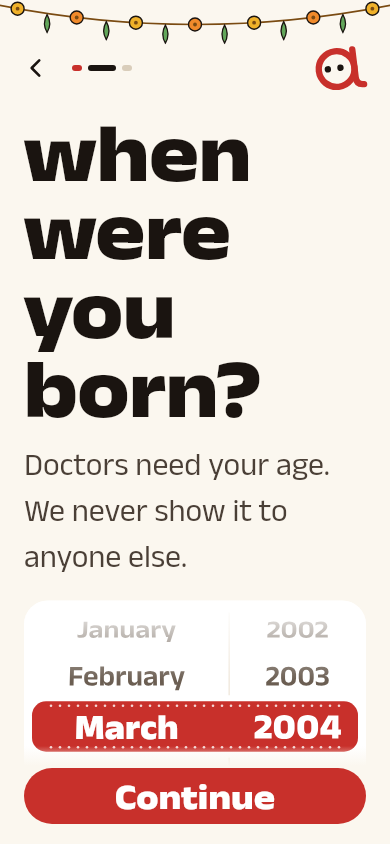 when
were
you
born?
Doctors need your age.
We never show it to
anyone else.
January 2002
February 2003
March 2004
Continue